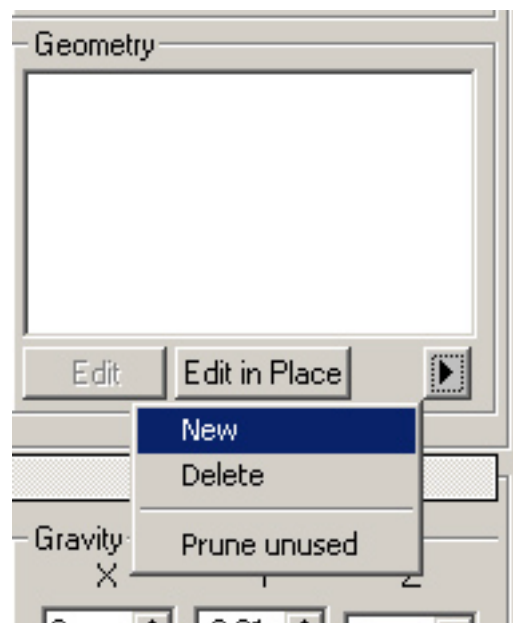 Geometry
Edit Edit in Place
New
Delete
Gravity
Prune unused
X Z